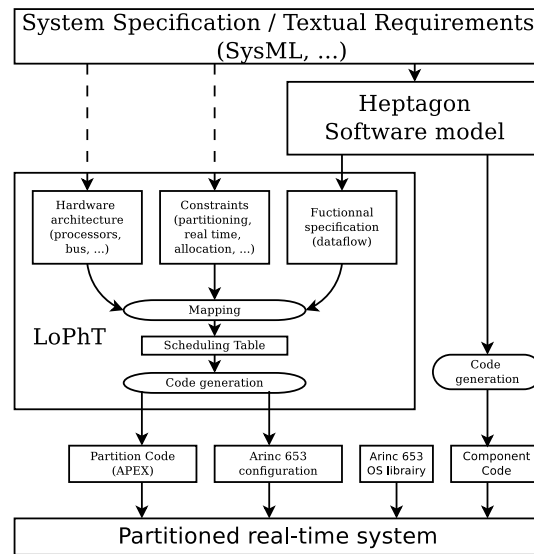 System Specification / Textual Requirements
(SysML, ...)
Heptagon
Software model
Hardware
architecture
(processors,
bus, ...)
Constraints
(partitioning,
real time,
allocation, ...)
Fuctionnal
specification
(dataflow)
Mapping
LoPhT
Scheduling Table
Code generation
Code
generation
Partition Code
(APEX)
Arinc 653
configuration
Arinc 653
OS librairy
Component
Code
Partitioned real-time system